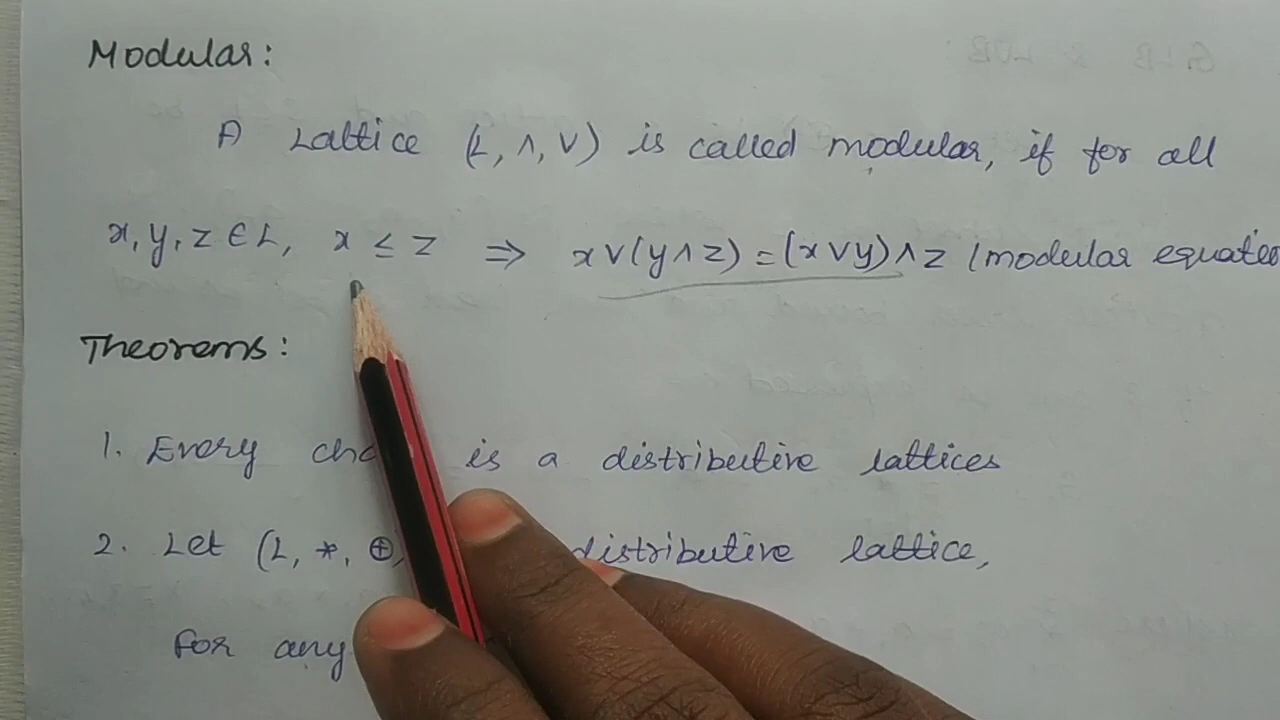 Modular:
A Lattice (L, ∧, ∨) is called modular, if for all
x, y, z ∈ L, x ≤ z ⇒ x ∨ (y ∧ z) = (x ∨ y) ∧ z (modular
Theorems:
1. Every is a distributive lattices
2. Let (L, *, ⊕) distributive lattice,
For any